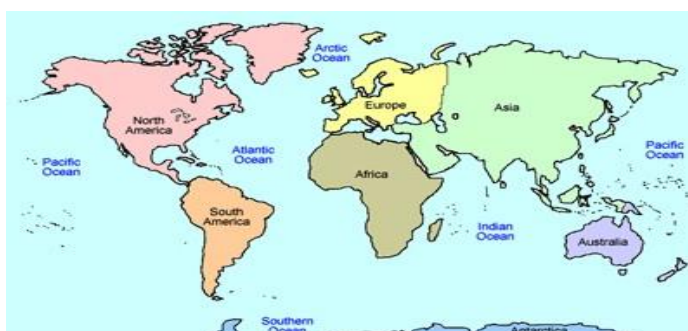 Arctic
Ocean
North
America
Europe
Asia
Pacific
Ocean
Atlantic
Ocean
Africa
Pacific
Ocean
South
America
Indian
Ocean
Australia
Southern
Ocean
Antarctica